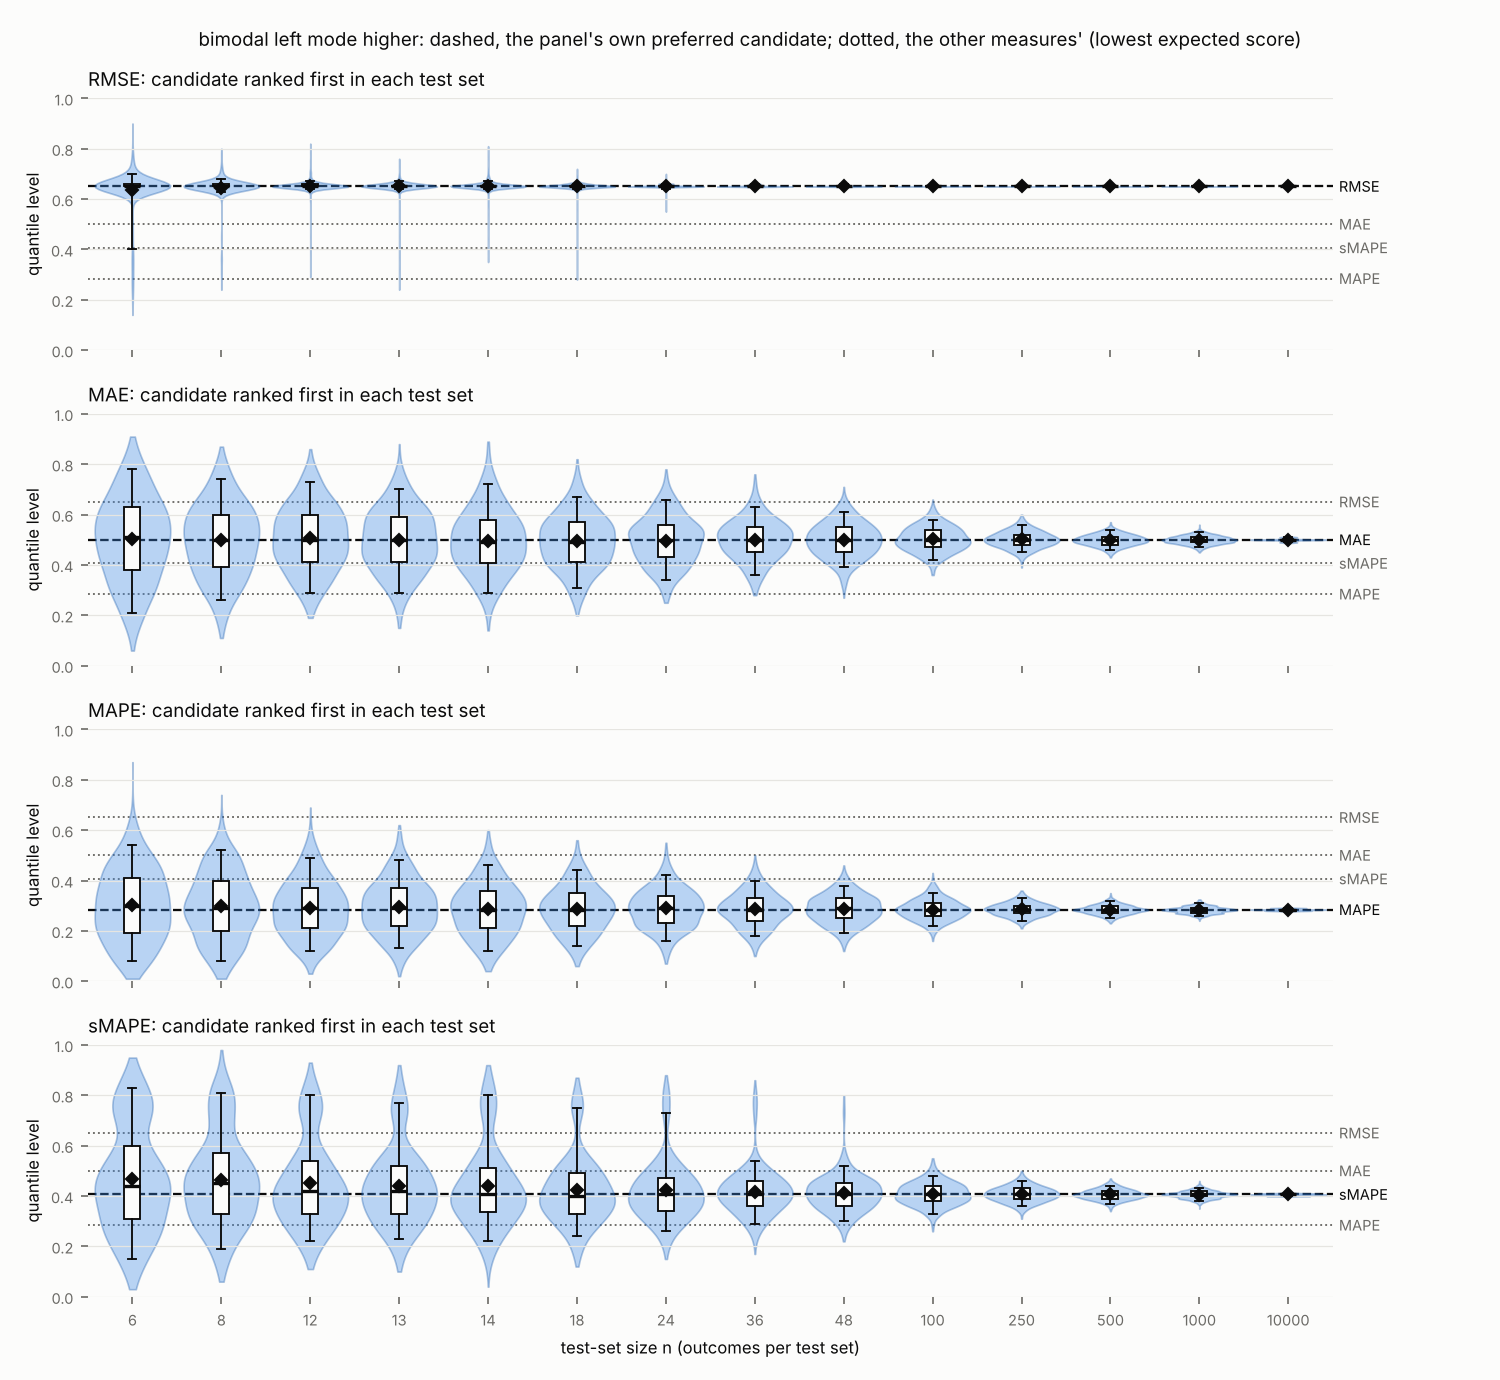 bimodal left mode higher: dashed, the panel's own preferred candidate; dotted, the other measures' (lowest expected score)
RMSE: candidate ranked first in each test set
quantile level
1.0
0.8
0.6
0.4
0.2
0.0
RMSE
MAE
sMAPE
MAPE
MAE: candidate ranked first in each test set
quantile level
1.0
0.8
0.6
0.4
0.2
0.0
RMSE
MAE
sMAPE
MAPE
MAPE: candidate ranked first in each test set
quantile level
1.0
0.8
0.6
0.4
0.2
0.0
RMSE
MAE
sMAPE
MAPE
sMAPE: candidate ranked first in each test set
quantile level
1.0
0.8
0.6
0.4
0.2
0.0
RMSE
MAE
sMAPE
MAPE
6 8 12 13 14 18 24 36 48 100 250 500 1000 10000
test-set size n (outcomes per test set)